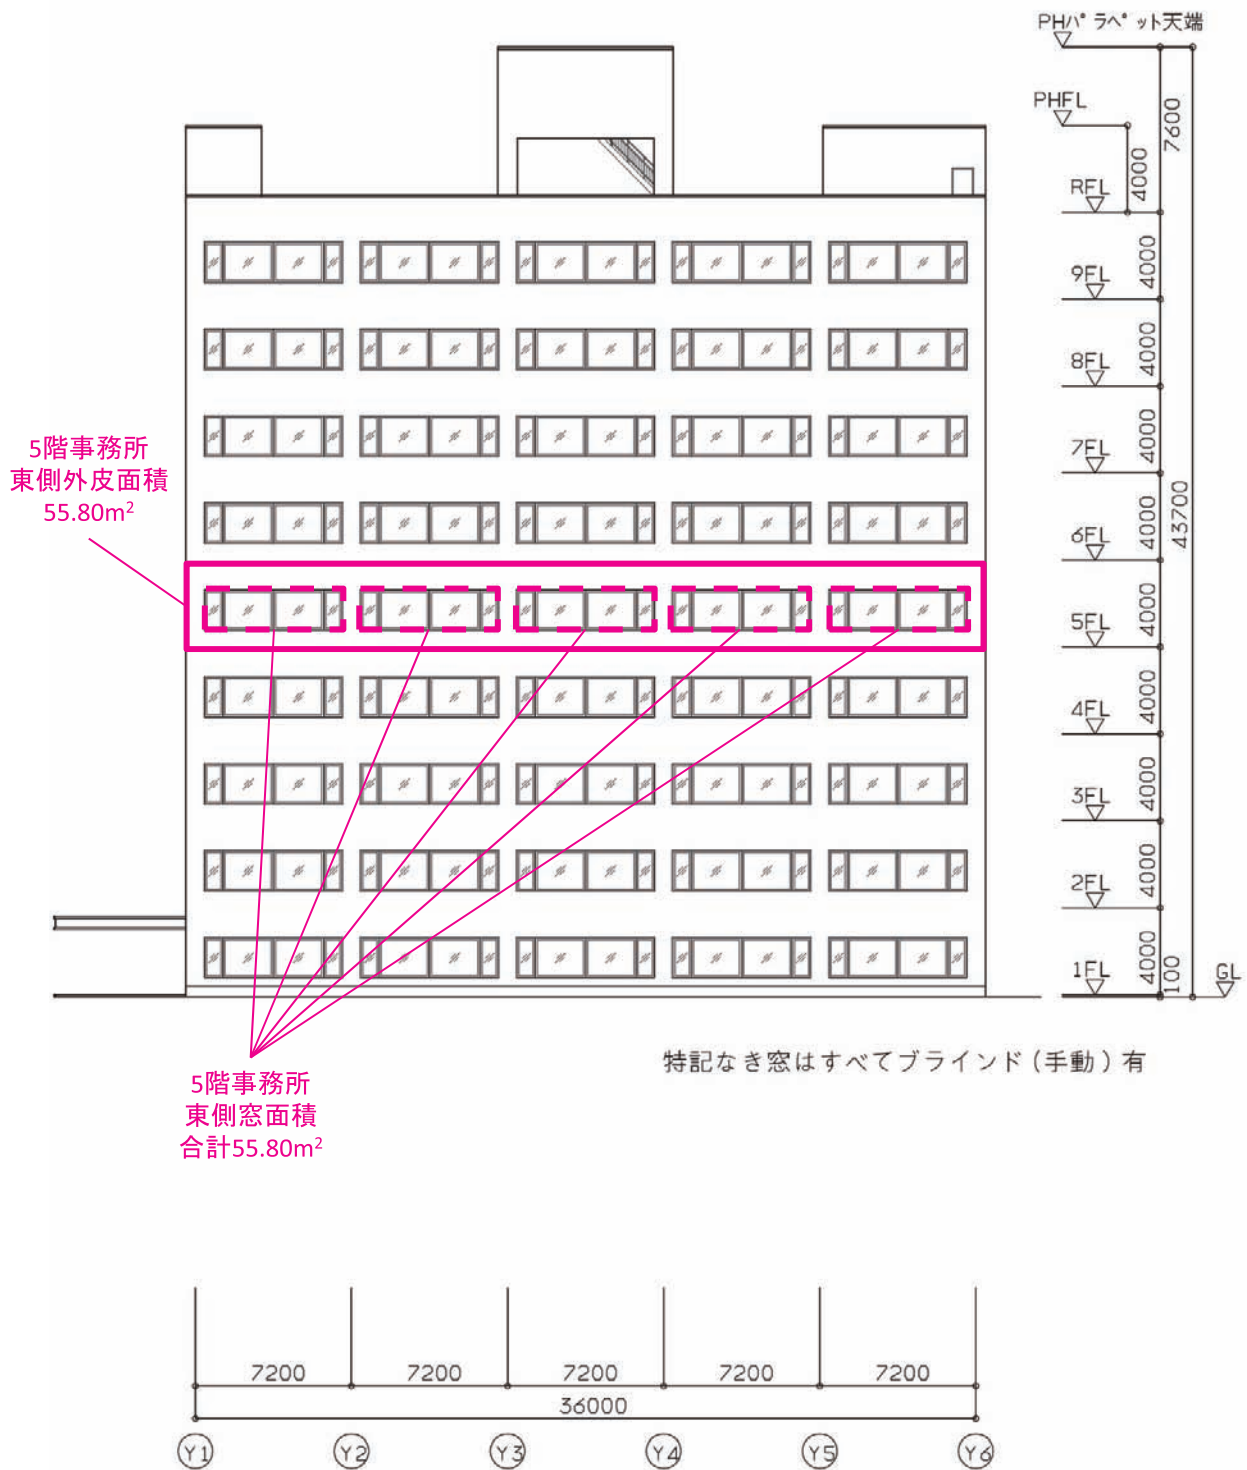 PHパラペット天端
PHFL
7600
4000
RFL
4000
9FL
4000
8FL
4000
7FL
4000
6FL
43700
4000
5FL
4000
4FL
4000
3FL
4000
2FL
4000
1FL
100
GL
5階事務所
東側外皮面積
55.80m²
5階事務所
東側窓面積
合計55.80m²
特記なき窓はすべてブラインド(手動)有
7200 7200 7200 7200 7200
36000
Y1 Y2 Y3 Y4 Y5 Y6